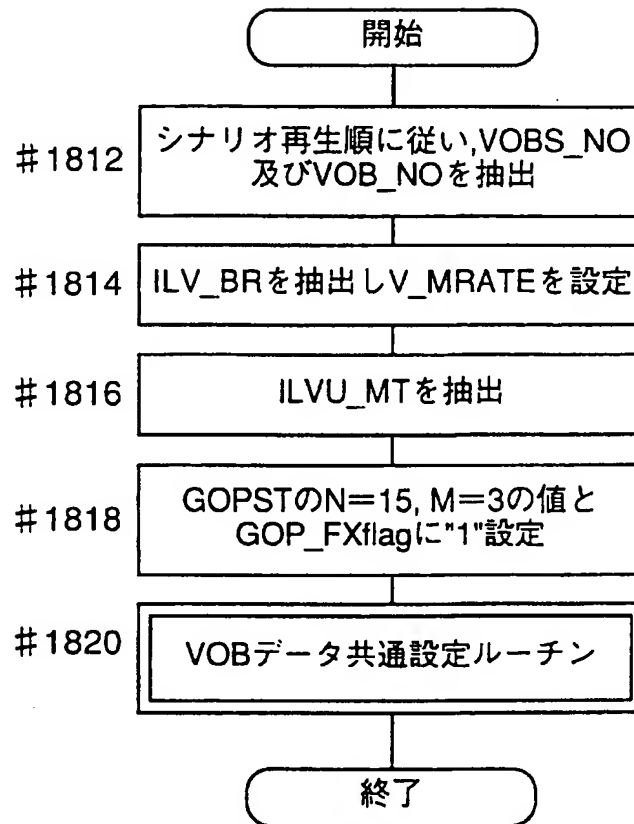 開始
#1812
シナリオ再生順に従い,VOBS_NO
及びVOB_NOを抽出
#1814
ILV_BRを抽出しV_MRATEを設定
#1816
ILVU_MTを抽出
#1818
GOPSTのN=15, M=3の値と
GOP_FXflagに"1"設定
#1820
VOBデータ共通設定ルーチン
終了